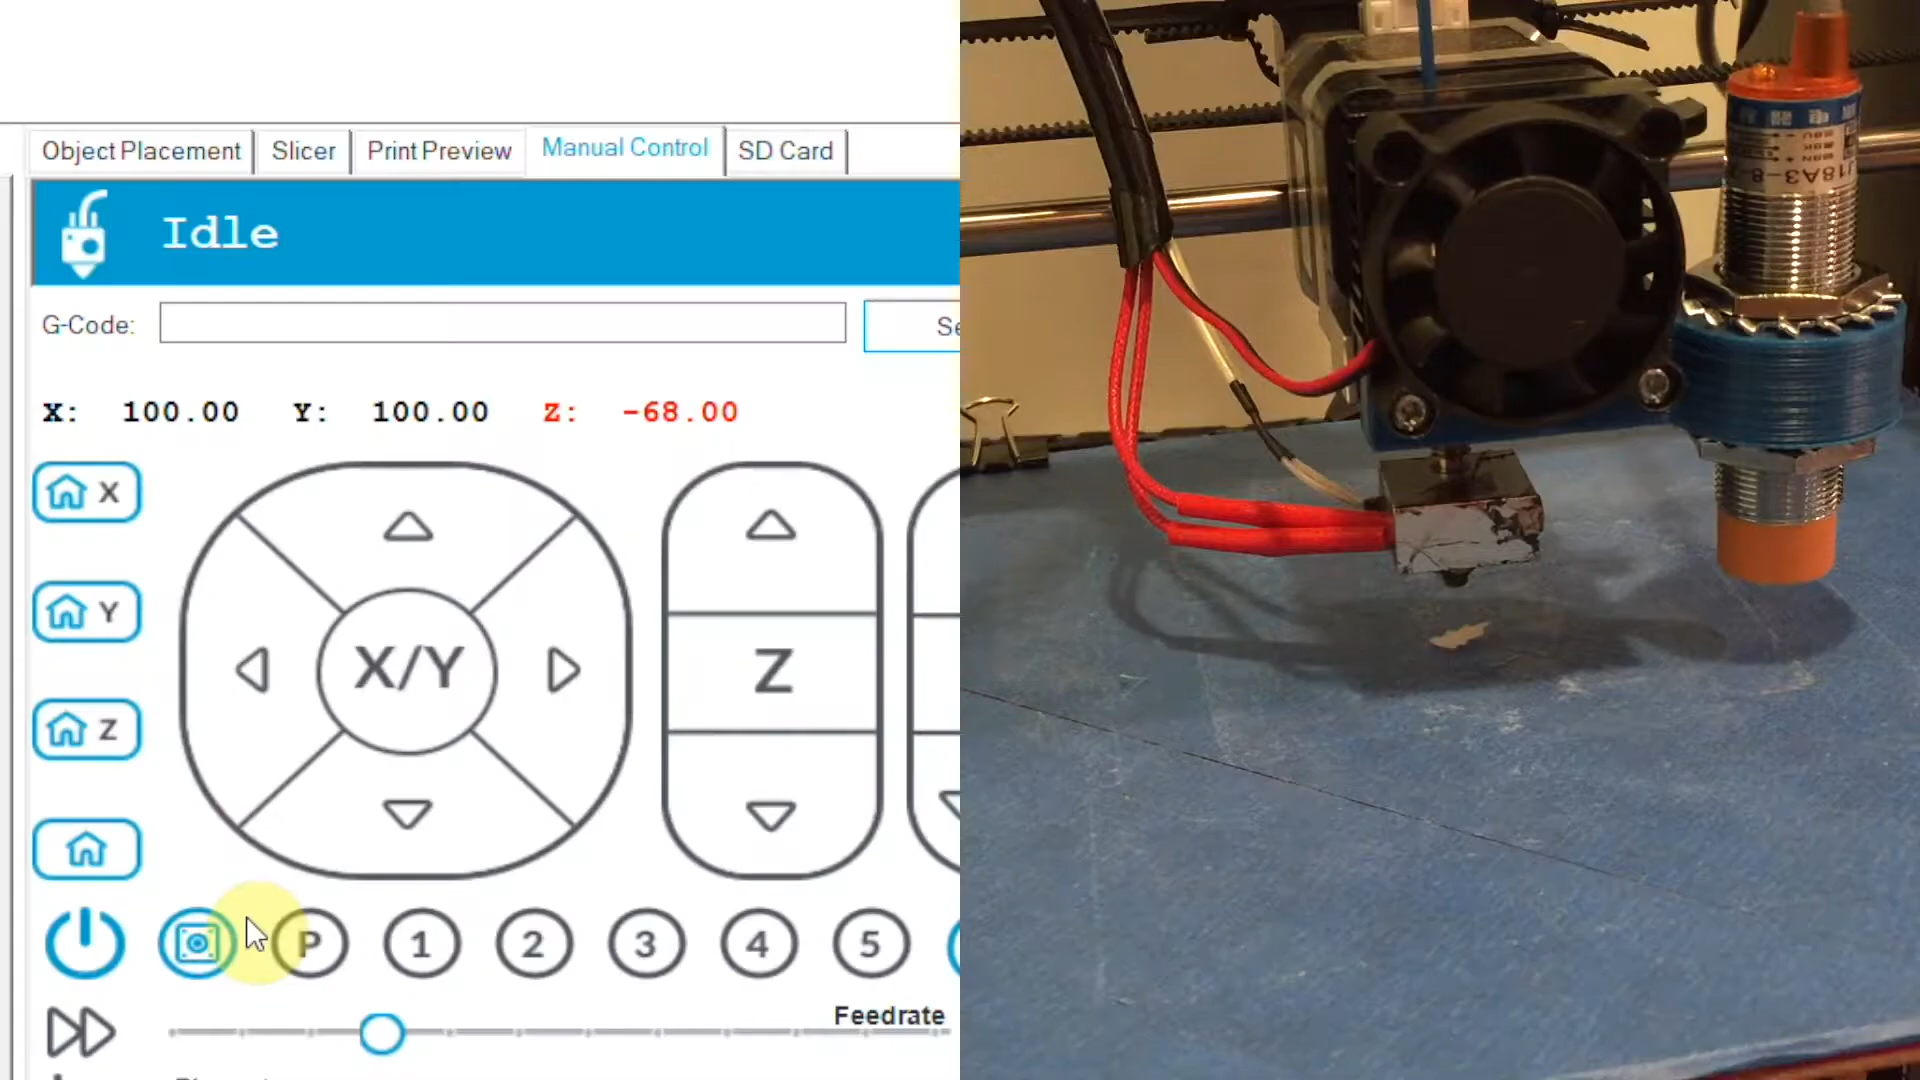 Object Placement Slicer Print Preview Manual Control SD Card
Idle
G-Code:
X: 100.00 Y: 100.00 Z: -68.00
X
Y
X/Y
Z
Z
P 1 2 3 4 5
Feedrate